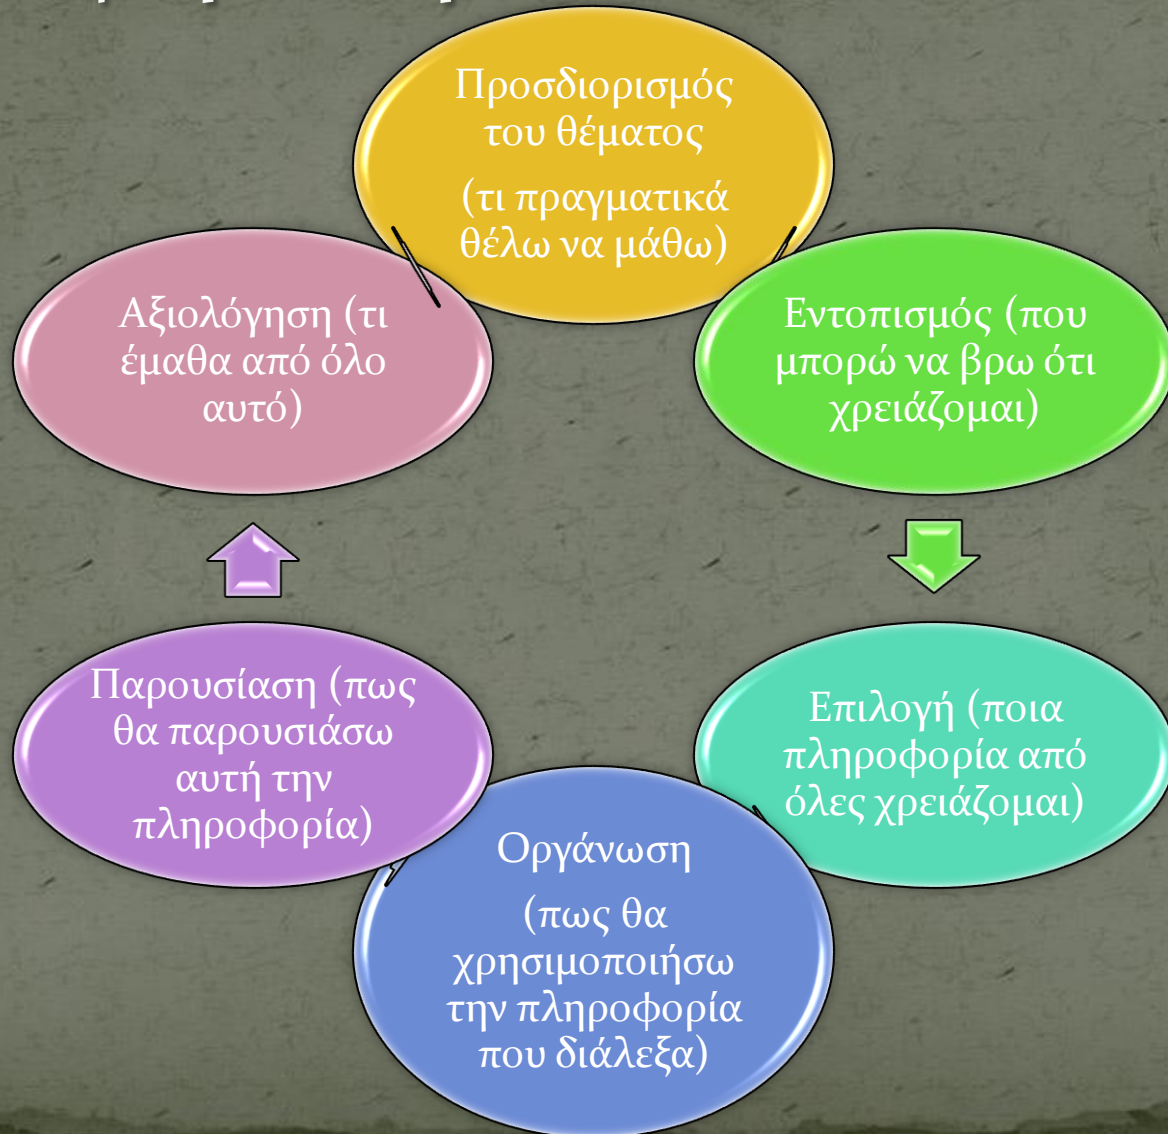 Προσδιορισμός
του θέματος
(τι πραγματικά
θέλω να μάθω)
Εντοπισμός (που
μπορώ να βρω ότι
χρειάζομαι)
Επιλογή (ποια
πληροφορία από
όλες χρειάζομαι)
Οργάνωση
(πως θα
χρησιμοποιήσω
την πληροφορία
που διάλεξα)
Παρουσίαση (πως
θα παρουσιάσω
αυτή την
πληροφορία)
Αξιολόγηση (τι
έμαθα από όλο
αυτό)